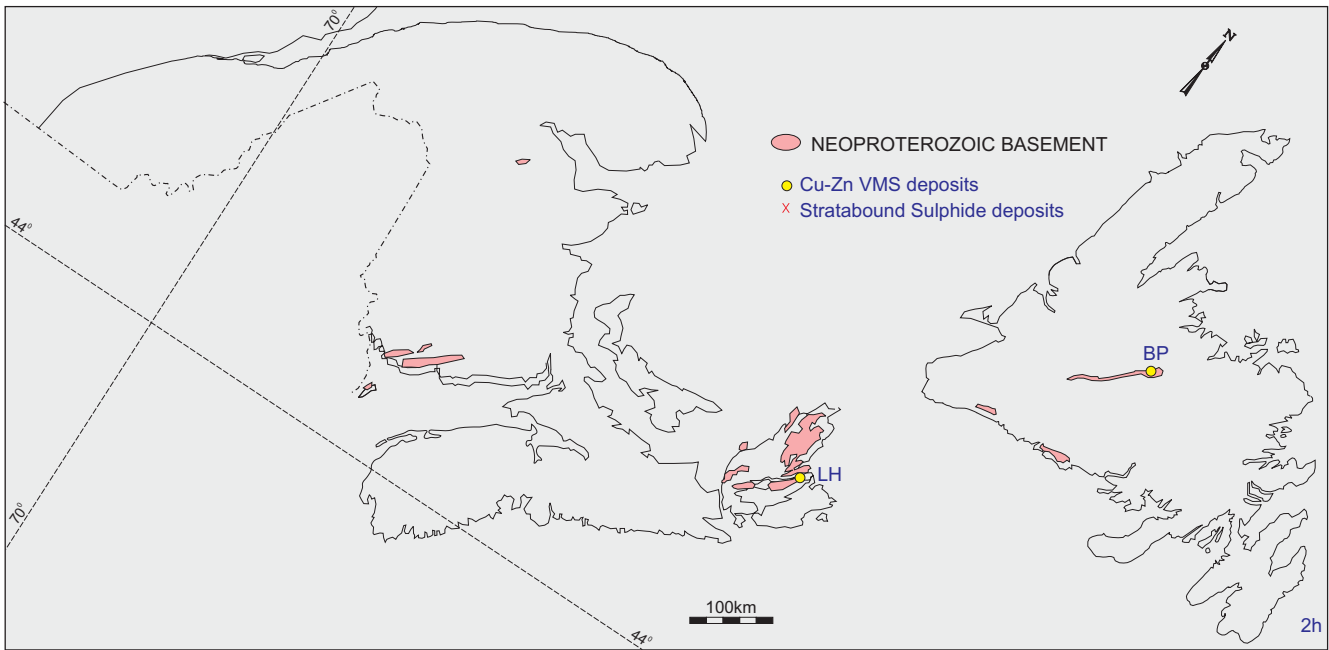 70°
N
NEOPROTEROZOIC BASEMENT
Cu-Zn VMS deposits
X Stratabound Sulphide deposits
44°
BP
LH
70°
100km
44°
2h